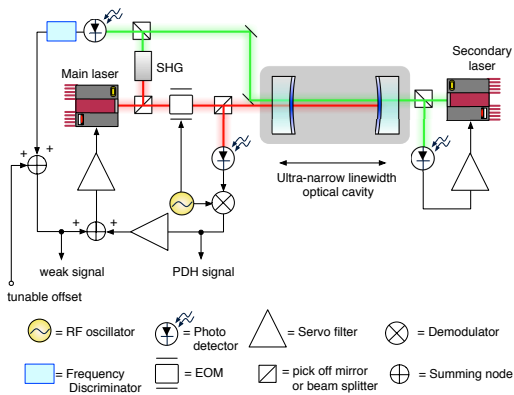 SHG
Main laser
Secondary
laser
Ultra-narrow linewidth
optical cavity
+
+
+
+
weak signal
PDH signal
tunable offset
= RF oscillator
= Photo
detector
= Servo filter
= Demodulator
= Frequency
Discriminator
= EOM
= pick off mirror
or beam splitter
= Summing node